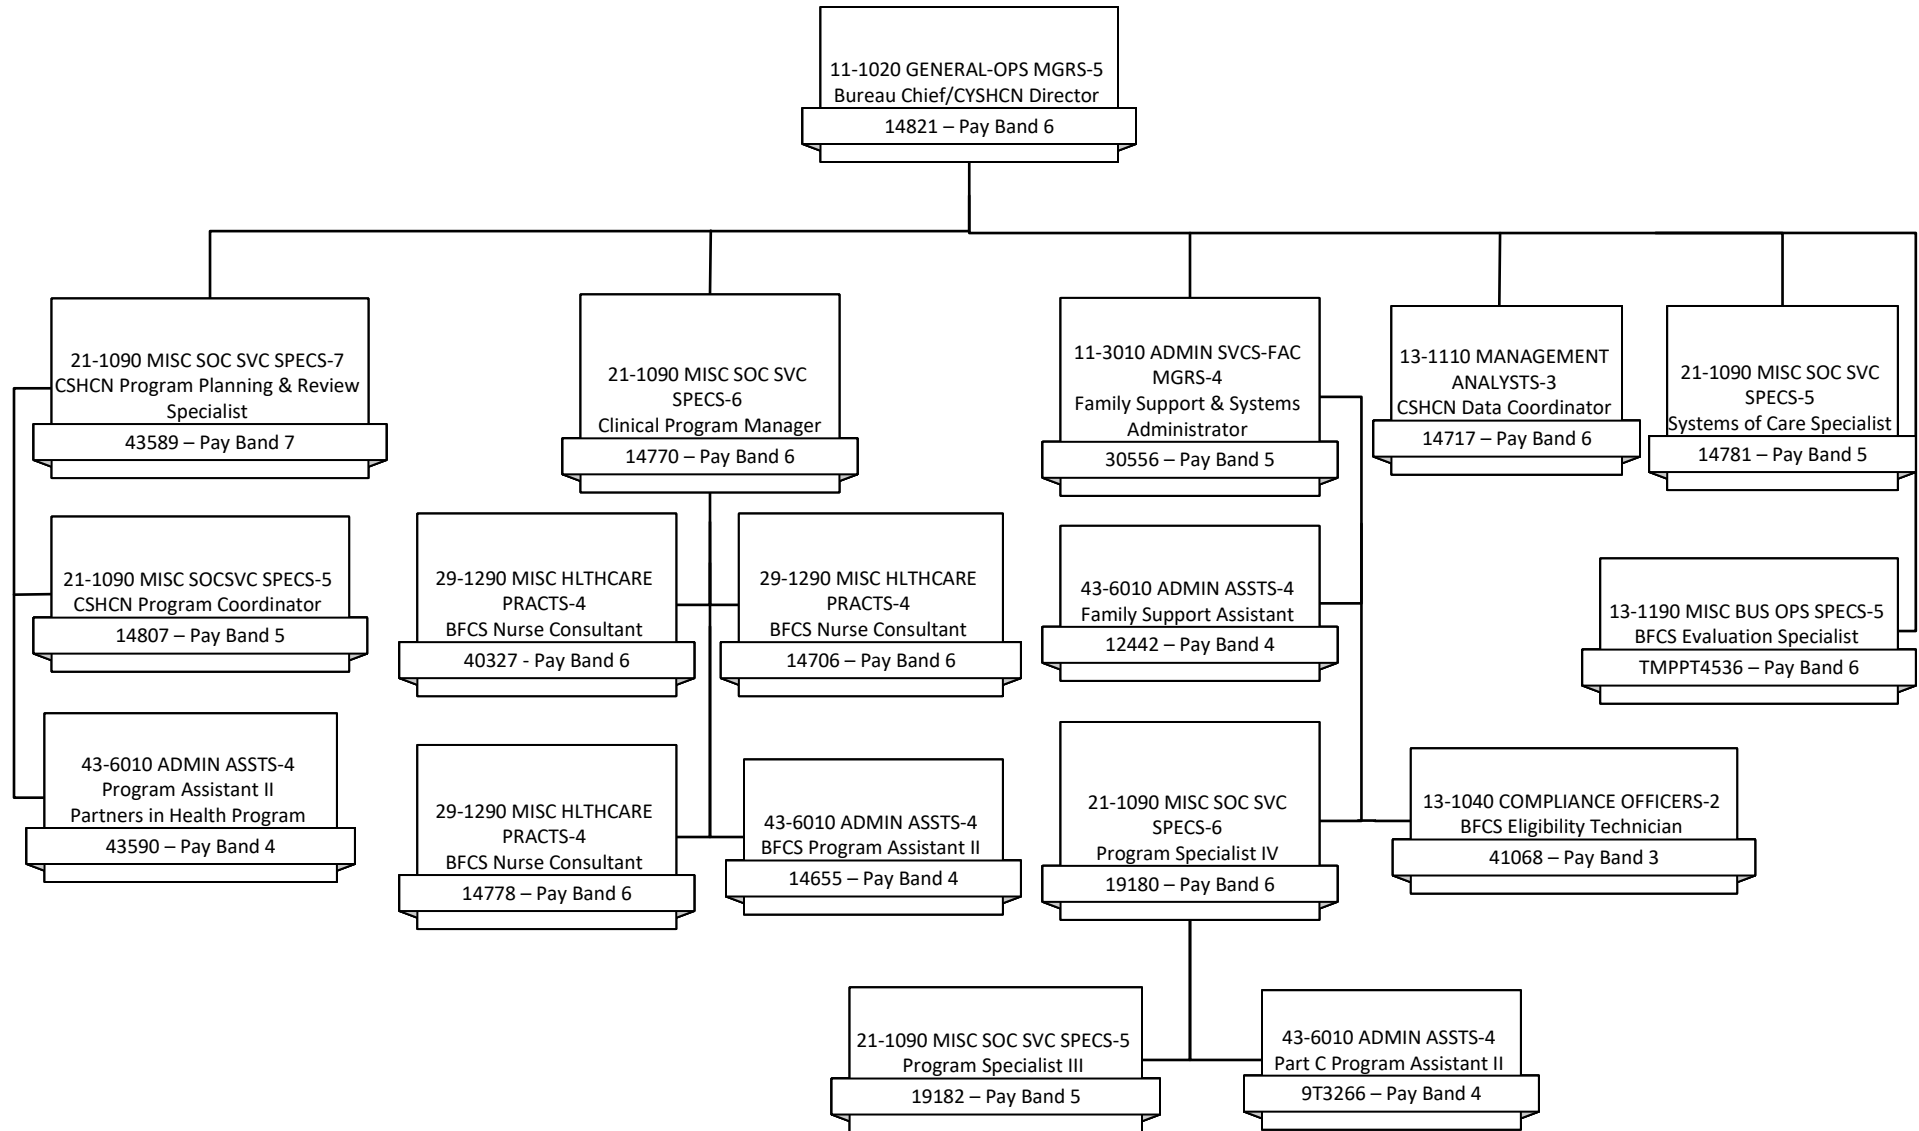 11-1020 GENERAL-OPS MGRS-5
Bureau Chief/CYSHCN Director
14821 – Pay Band 6
21-1090 MISC SOC SVC SPECS-7
CSHCN Program Planning & Review
Specialist
43589 – Pay Band 7
21-1090 MISC SOC SVC
SPECS-6
Clinical Program Manager
14770 – Pay Band 6
11-3010 ADMIN SVCS-FAC
MGRS-4
Family Support & Systems
Administrator
30556 – Pay Band 5
13-1110 MANAGEMENT
ANALYSTS-3
CSHCN Data Coordinator
14717 – Pay Band 6
21-1090 MISC SOC SVC
SPECS-5
Systems of Care Specialist
14781 – Pay Band 5
21-1090 MISC SOCSVC SPECS-5
CSHCN Program Coordinator
14807 – Pay Band 5
29-1290 MISC HLTHCARE
PRACTS-4
BFCS Nurse Consultant
40327 - Pay Band 6
29-1290 MISC HLTHCARE
PRACTS-4
BFCS Nurse Consultant
14706 – Pay Band 6
43-6010 ADMIN ASSTS-4
Family Support Assistant
12442 – Pay Band 4
13-1190 MISC BUS OPS SPECS-5
BFCS Evaluation Specialist
TMPPT4536 – Pay Band 6
43-6010 ADMIN ASSTS-4
Program Assistant II
Partners in Health Program
43590 – Pay Band 4
29-1290 MISC HLTHCARE
PRACTS-4
BFCS Nurse Consultant
14778 – Pay Band 6
43-6010 ADMIN ASSTS-4
BFCS Program Assistant II
14655 – Pay Band 4
21-1090 MISC SOC SVC
SPECS-6
Program Specialist IV
19180 – Pay Band 6
13-1040 COMPLIANCE OFFICERS-2
BFCS Eligibility Technician
41068 – Pay Band 3
21-1090 MISC SOC SVC SPECS-5
Program Specialist III
19182 – Pay Band 5
43-6010 ADMIN ASSTS-4
Part C Program Assistant II
9T3266 – Pay Band 4